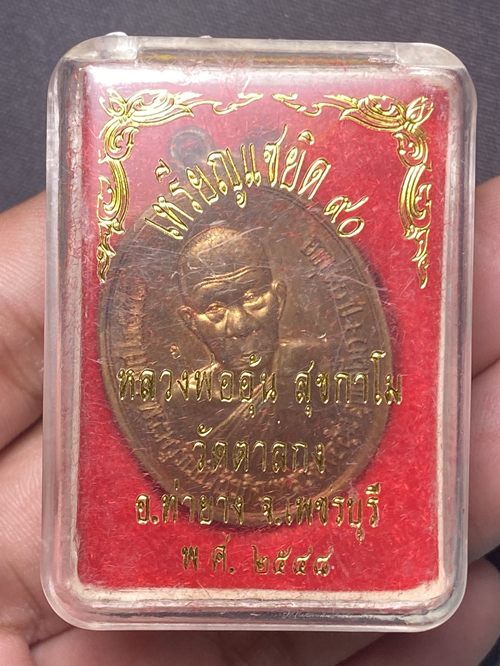 เหรียญแซยิด ๙๐
หลวงพ่ออุ้น สุขกาโม
วัดตาลกง
อ.ท่ายาง จ.เพชรบุรี
พ.ศ. ๒๕๔๘